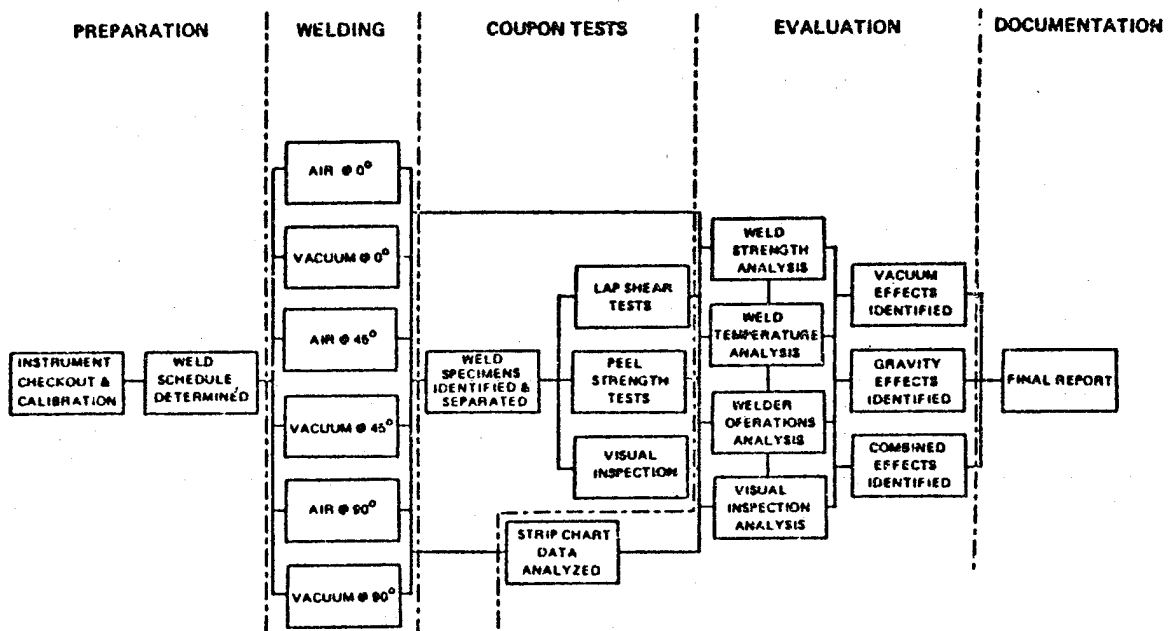 PREPARATION
WELDING
COUPON TESTS
EVALUATION
DOCUMENTATION
INSTRUMENT
CHECKOUT &
CALIBRATION
WELD
SCHEDULE
DETERMINED
AIR @ 0°
VACUUM @ 0°
AIR @ 45°
VACUUM @ 45°
AIR @ 90°
VACUUM @ 90°
WELD
SPECIMENS
IDENTIFIED &
SEPARATED
LAP SHEAR
TESTS
PEEL
STRENGTH
TESTS
VISUAL
INSPECTION
STRIP CHART
DATA
ANALYZED
WELD
STRENGTH
ANALYSIS
WELD
TEMPERATURE
ANALYSIS
WELDER
OPERATIONS
ANALYSIS
VISUAL
INSPECTION
ANALYSIS
VACUUM
EFFECTS
IDENTIFIED
GRAVITY
EFFECTS
IDENTIFIED
COMBINED
EFFECTS
IDENTIFIED
FINAL REPORT